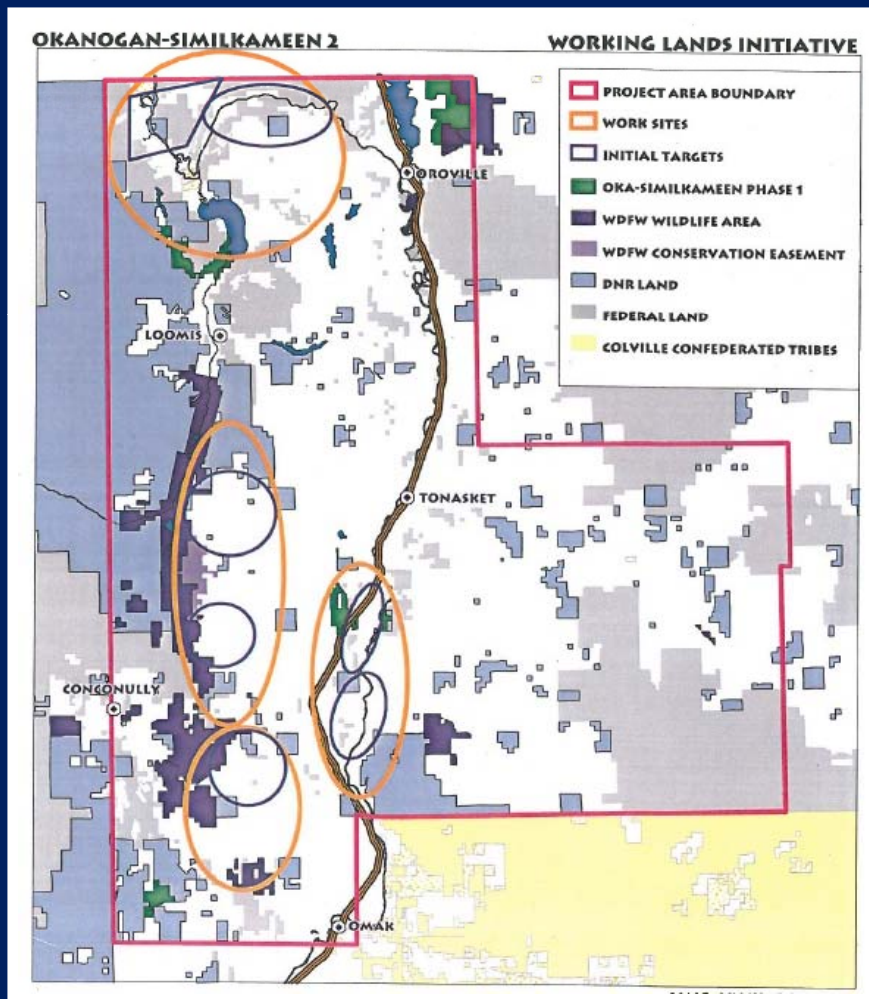 OKANOGAN-SIMILKAMEEN 2
WORKING LANDS INITIATIVE
PROJECT AREA BOUNDARY
WORK SITES
INITIAL TARGETS
OKA-SIMILKAMEEN PHASE 1
WDFW WILDLIFE AREA
WDFW CONSERVATION EASEMENT
DNR LAND
FEDERAL LAND
COLVILLE CONFEDERATED TRIBES
OROVILLE
LOOMIS
TONASKET
CONCONULLY
OMAK